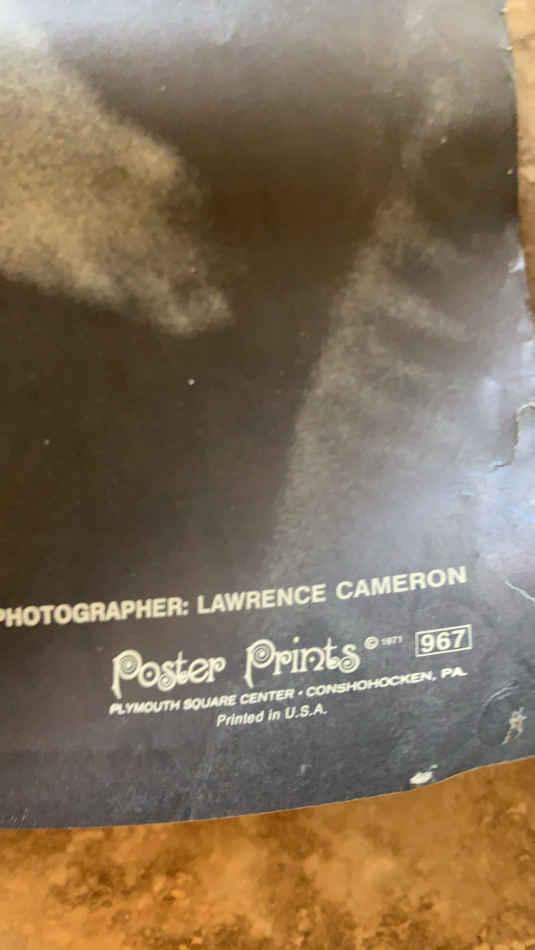 PHOTOGRAPHER: LAWRENCE CAMERON
Poster Prints © 1971 967
PLYMOUTH SQUARE CENTER • CONSHOHOCKEN, PA.
Printed in U.S.A.